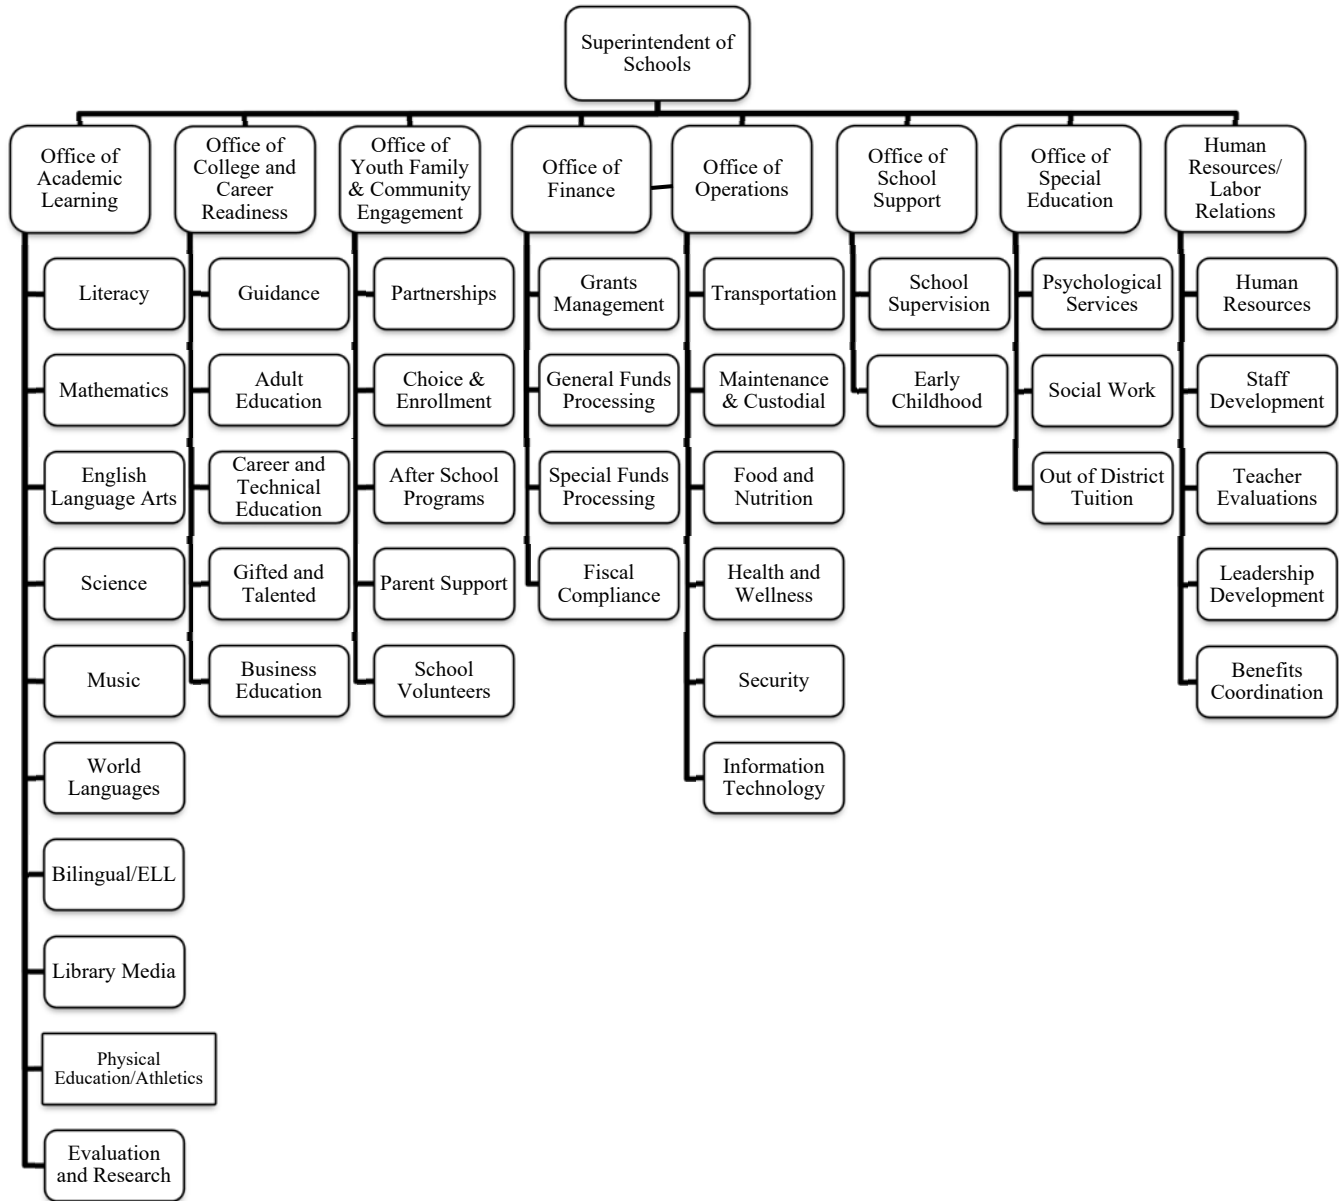 Superintendent of
Schools
Office of
Academic
Learning
Office of
College and
Career
Readiness
Office of
Youth Family
& Community
Engagement
Office of
Finance
Office of
Operations
Office of
School
Support
Office of
Special
Education
Human
Resources/
Labor
Relations
Literacy
Mathematics
English
Language Arts
Science
Music
World
Languages
Bilingual/ELL
Library Media
Physical
Education/Athletics
Evaluation
and Research
Guidance
Adult
Education
Career and
Technical
Education
Gifted and
Talented
Business
Education
Partnerships
Choice &
Enrollment
After School
Programs
Parent Support
School
Volunteers
Grants
Management
General Funds
Processing
Special Funds
Processing
Fiscal
Compliance
Transportation
Maintenance
& Custodial
Food and
Nutrition
Health and
Wellness
Security
Information
Technology
School
Supervision
Early
Childhood
Psychological
Services
Social Work
Out of District
Tuition
Human
Resources
Staff
Development
Teacher
Evaluations
Leadership
Development
Benefits
Coordination